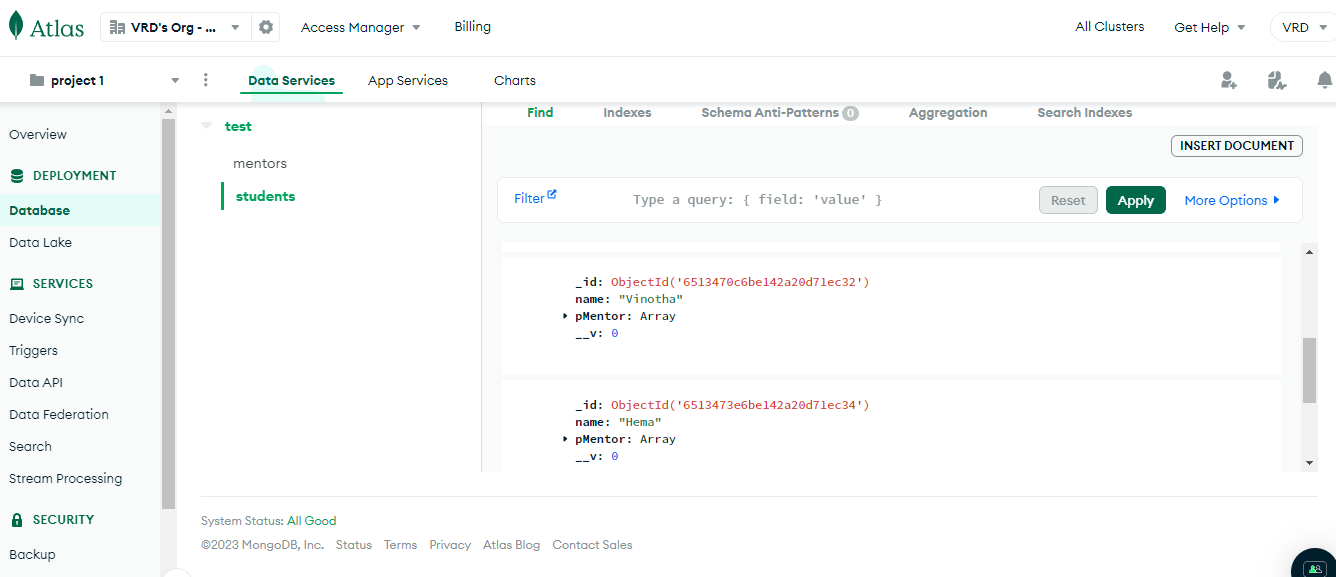 Atlas
VRD's Org - ...
Access Manager
Billing
All Clusters
Get Help
VRD
project 1
Data Services
App Services
Charts
Overview
DEPLOYMENT
Database
Data Lake
SERVICES
Device Sync
Triggers
Data API
Data Federation
Search
Stream Processing
SECURITY
Backup
test
mentors
students
Find
Indexes
Schema Anti-Patterns 0
Aggregation
Search Indexes
INSERT DOCUMENT
Filter
Type a query: { field: 'value' }
Reset
Apply
More Options
_id: ObjectId('6513470c6be142a20d71ec32')
name: "Vinotha"
pMentor: Array
__v: 0
_id: ObjectId('6513473e6be142a20d71ec34')
name: "Hema"
pMentor: Array
__v: 0
System Status: All Good
©2023 MongoDB, Inc. Status Terms Privacy Atlas Blog Contact Sales